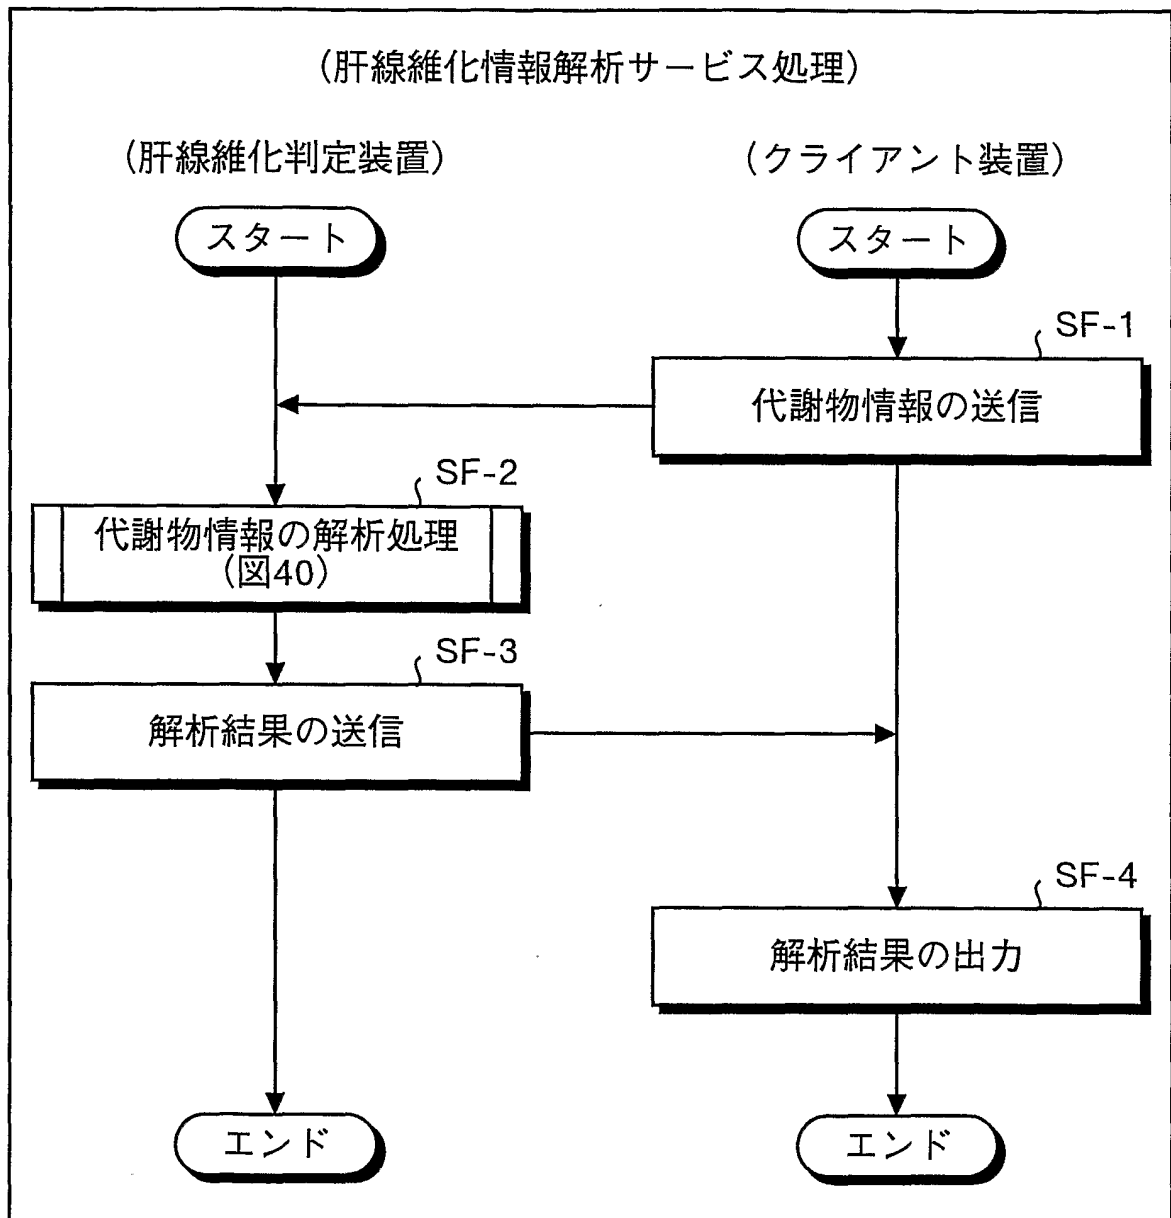 (肝線維化情報解析サービス処理)
(肝線維化判定装置)
(クライアント装置)
スタート
スタート
SF-1
代謝物情報の送信
SF-2
代謝物情報の解析処理
(図40)
SF-3
解析結果の送信
SF-4
解析結果の出力
エンド
エンド